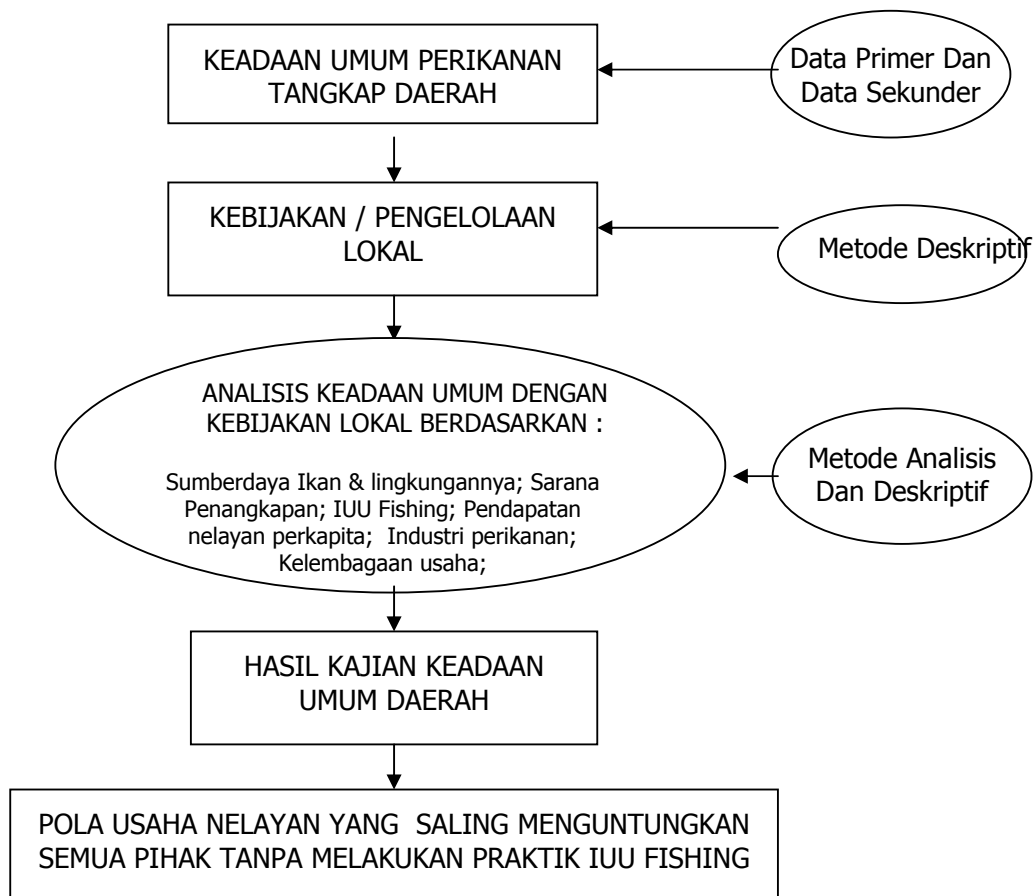 KEADAAN UMUM PERIKANAN
TANGKAP DAERAH
Data Primer Dan
Data Sekunder
KEBIJAKAN / PENGELOLAAN
LOKAL
Metode Deskriptif
ANALISIS KEADAAN UMUM DENGAN
KEBIJAKAN LOKAL BERDASARKAN :
Sumberdaya Ikan & lingkungannya; Sarana
Penangkapan; IUU Fishing; Pendapatan
nelayan perkapita; Industri perikanan;
Kelembagaan usaha;
Metode Analisis
Dan Deskriptif
HASIL KAJIAN KEADAAN
UMUM DAERAH
POLA USAHA NELAYAN YANG SALING MENGUNTUNGKAN
SEMUA PIHAK TANPA MELAKUKAN PRAKTIK IUU FISHING